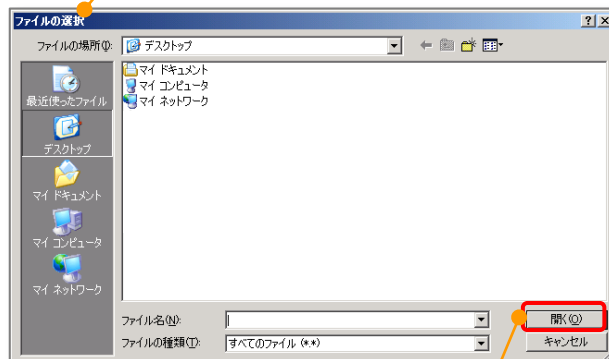 ファイルの選択
ファイルの場所(I):
デスクトップ
最近使ったファイル
デスクトップ
マイ ドキュメント
マイ コンピュータ
マイ ネットワーク
マイ ドキュメント
マイ コンピュータ
マイ ネットワーク
ファイル名(N):
開く(O)
ファイルの種類(T):
すべてのファイル (*.*)
キャンセル